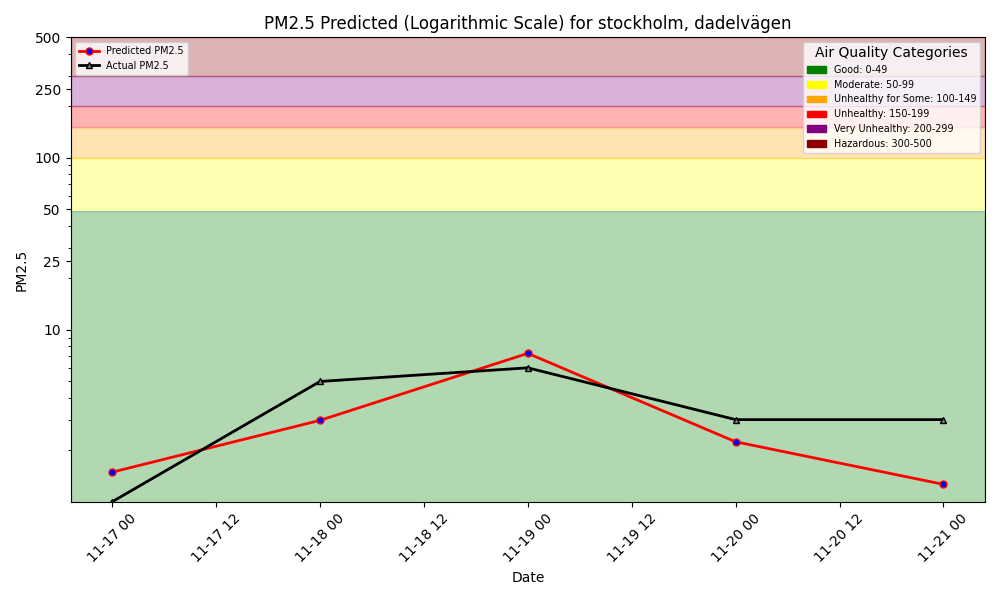 PM2.5 Predicted (Logarithmic Scale) for stockholm, dadelvägen
500
250
100
50
25
10
PM2.5
Predicted PM2.5
Actual PM2.5
Air Quality Categories
Good: 0-49
Moderate: 50-99
Unhealthy for Some: 100-149
Unhealthy: 150-199
Very Unhealthy: 200-299
Hazardous: 300-500
11-17 00
11-17 12
11-18 00
11-18 12
11-19 00
11-19 12
11-20 00
11-20 12
11-21 00
Date